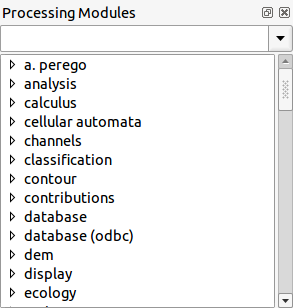 Processing Modules
a. perego
analysis
calculus
cellular automata
channels
classification
contour
contributions
database
database (odbc)
dem
display
ecology